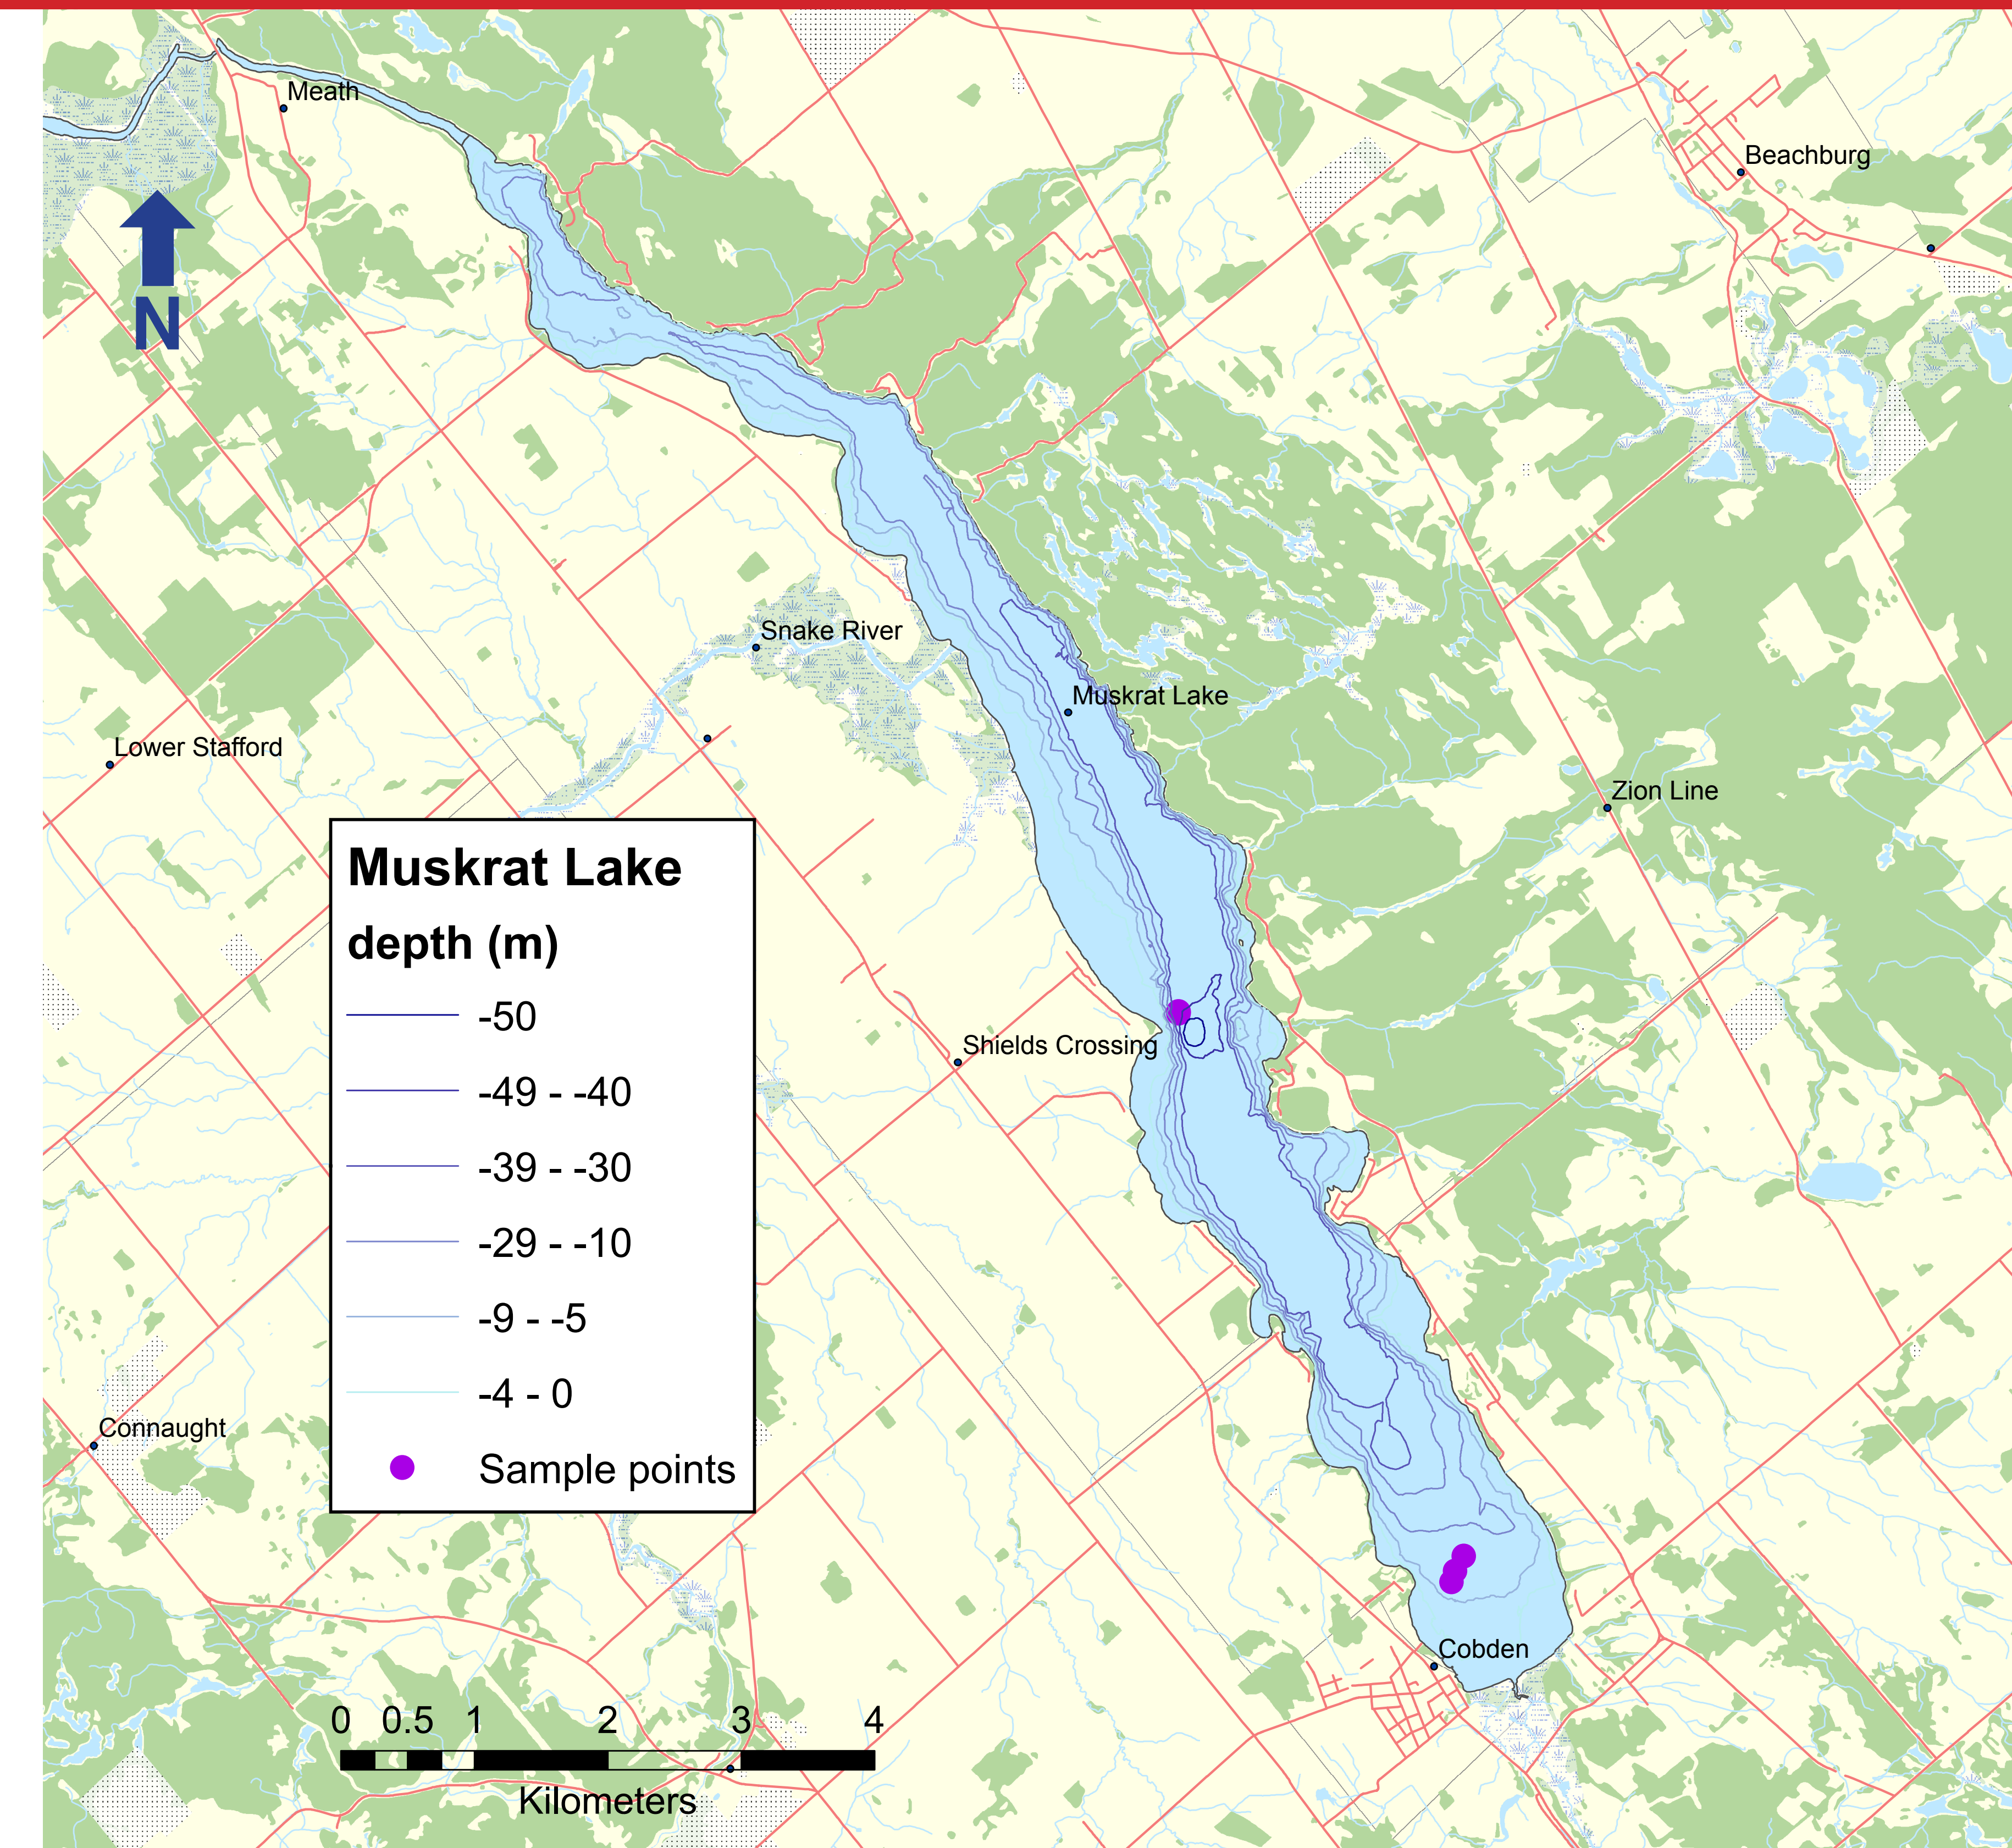 Meath
Beachburg
N
Snake River
Muskrat Lake
Lower Stafford
Zion Line
Muskrat Lake
depth (m)
-50
-49 - -40
-39 - -30
-29 - -10
-9 - -5
-4 - 0
Sample points
Shields Crossing
Connaught
Cobden
0 0.5 1 2 3 4
Kilometers